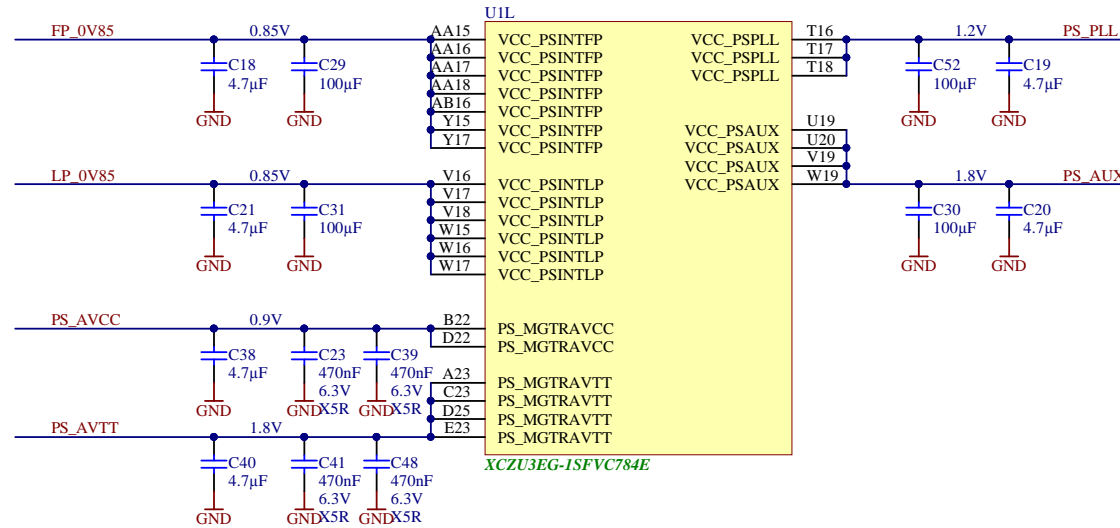 U1L
FP_0V85 0.85V AA15 VCC_PSINTFP VCC_PSPLL T16 1.2V PS_PLL
AA16 VCC_PSINTFP VCC_PSPLL T17
C18 C29 AA17 VCC_PSINTFP VCC_PSPLL T18 C52 C19
4.7µF 100µF AA18 VCC_PSINTFP 100µF 4.7µF
AB16 VCC_PSINTFP
GND GND Y15 VCC_PSINTFP VCC_PSAUX U19 GND GND
Y17 VCC_PSINTFP VCC_PSAUX U20
VCC_PSAUX V19
LP_0V85 0.85V V16 VCC_PSINTLP VCC_PSAUX W19 1.8V PS_AUX
V17 VCC_PSINTLP
C21 C31 V18 VCC_PSINTLP C30 C20
4.7µF 100µF W15 VCC_PSINTLP 100µF 4.7µF
W16 VCC_PSINTLP
GND GND W17 VCC_PSINTLP GND GND
PS_AVCC 0.9V B22 PS_MGTRAVCC
D22 PS_MGTRAVCC
C38 C23 C39
4.7µF 470nF 470nF A23 PS_MGTRAVTT
6.3V 6.3V C23 PS_MGTRAVTT
GND GND X5R GND X5R D25 PS_MGTRAVTT
PS_AVTT 1.8V E23 PS_MGTRAVTT
C40 C41 C48 XCZU3EG-1SFVC784E
4.7µF 470nF 470nF
6.3V 6.3V
GND GND X5R GND X5R